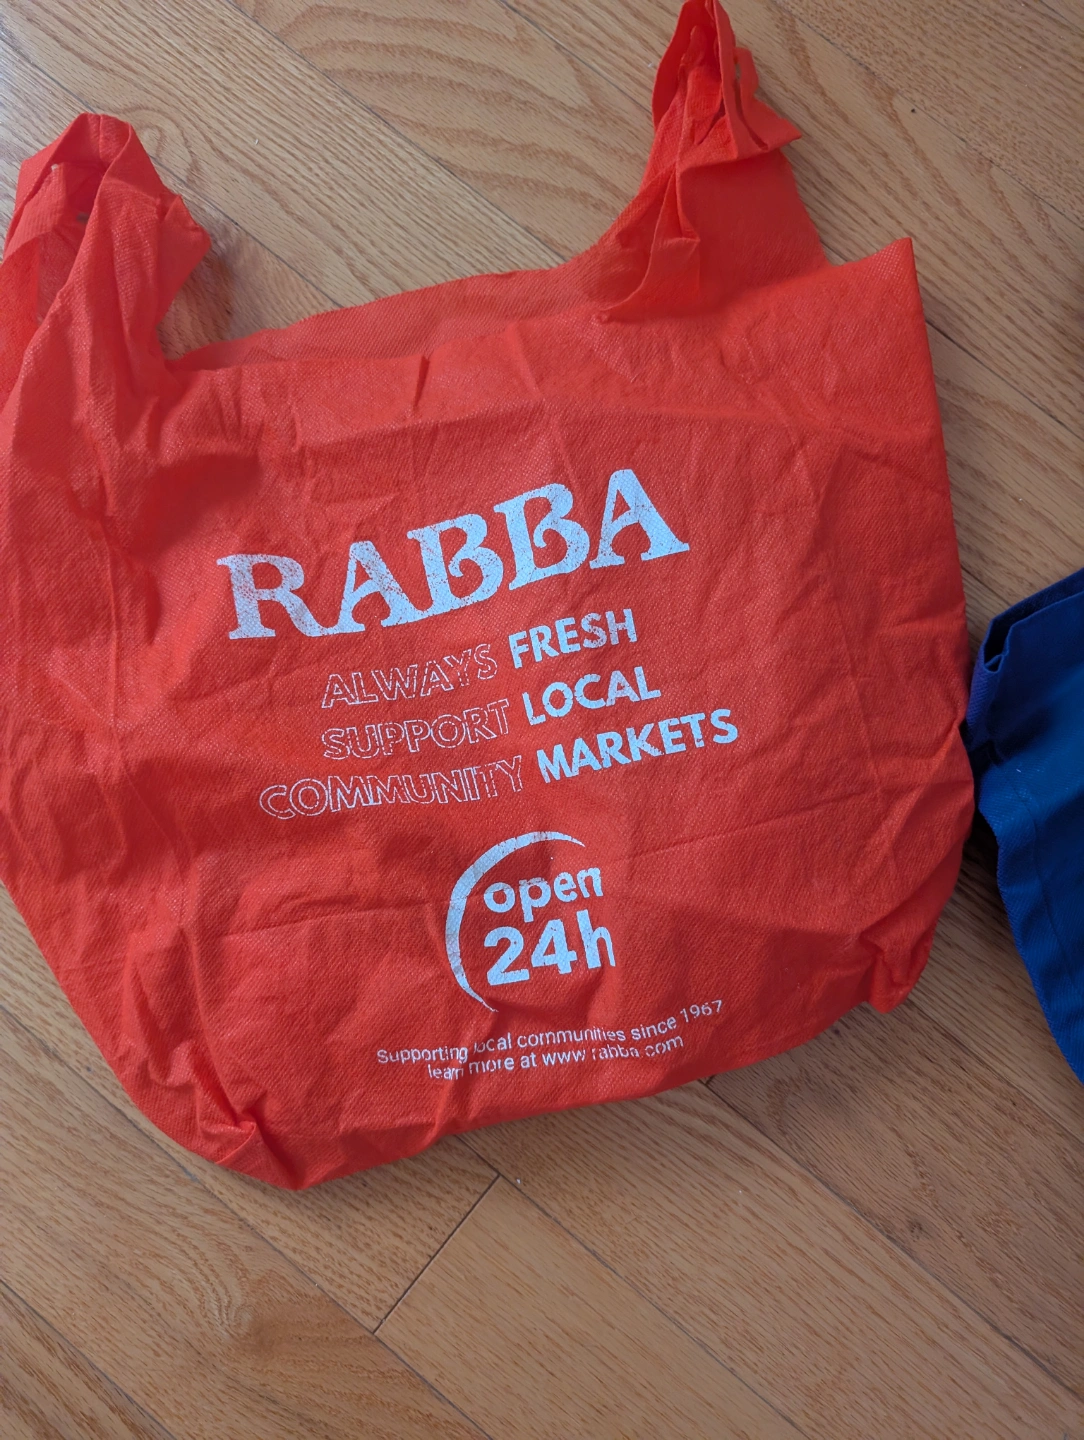 RABBA
ALWAYS FRESH
SUPPORT LOCAL
COMMUNITY MARKETS
open
24h
Supporting local communities since 1967
learn more at www.rabba.com